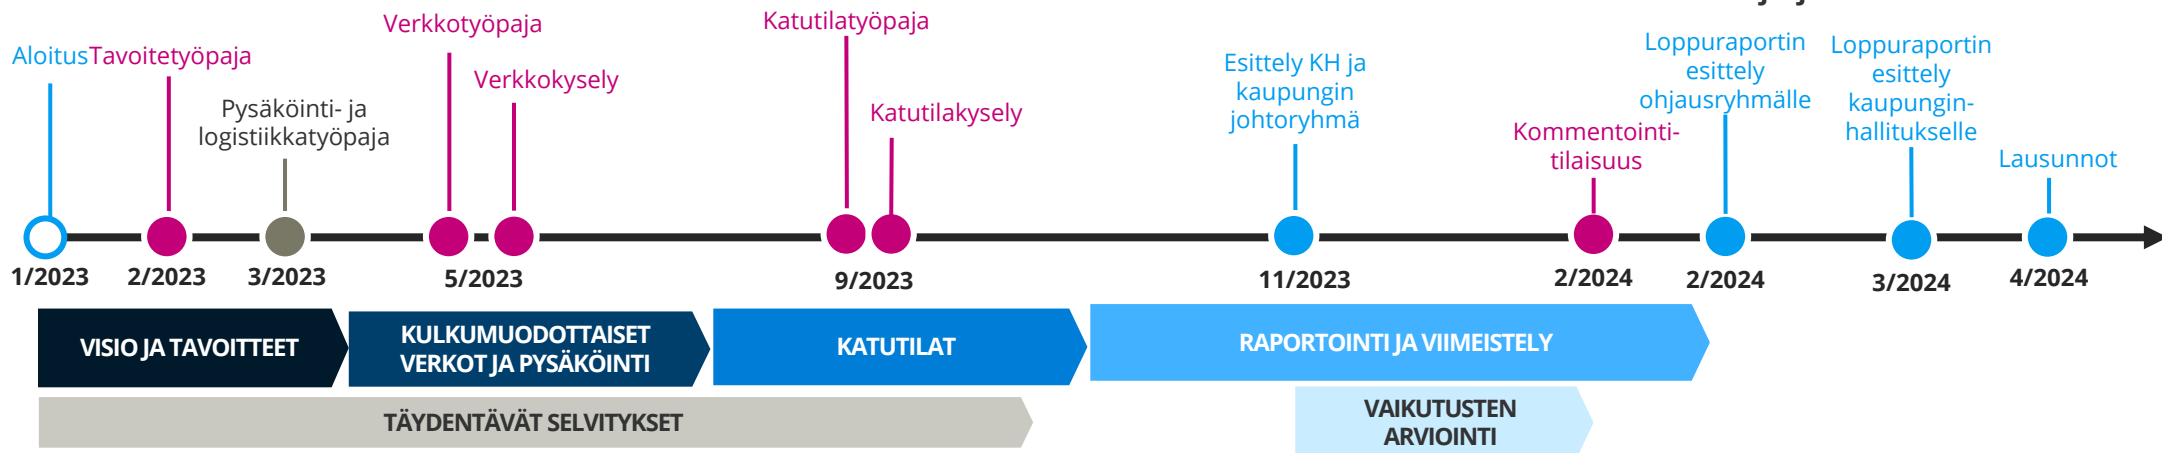 Aloitus
Tavoitetyöpaja
Pysäköinti- ja
logistiikkatyöpaja
Verkkotyöpaja
Verkkokysely
Katutilatyöpaja
Katutilakysely
Esittely KH ja
kaupungin
johtoryhmä
Kommentointi-
tilaisuus
Loppuraportin
esittely
ohjausryhmälle
Loppuraportin
esittely
kaupungin-
hallitukselle
Lausunnot
1/2023
2/2023
3/2023
5/2023
9/2023
11/2023
2/2024
2/2024
3/2024
4/2024
VISIO JA TAVOITTEET
KULKUMUODOTTAISET
VERKOT JA PYSÄKÖINTI
KATUTILAT
RAPORTOINTI JA VIIMEISTELY
TÄYDENTÄVÄT SELVITYKSET
VAIKUTUSTEN
ARVIOINTI